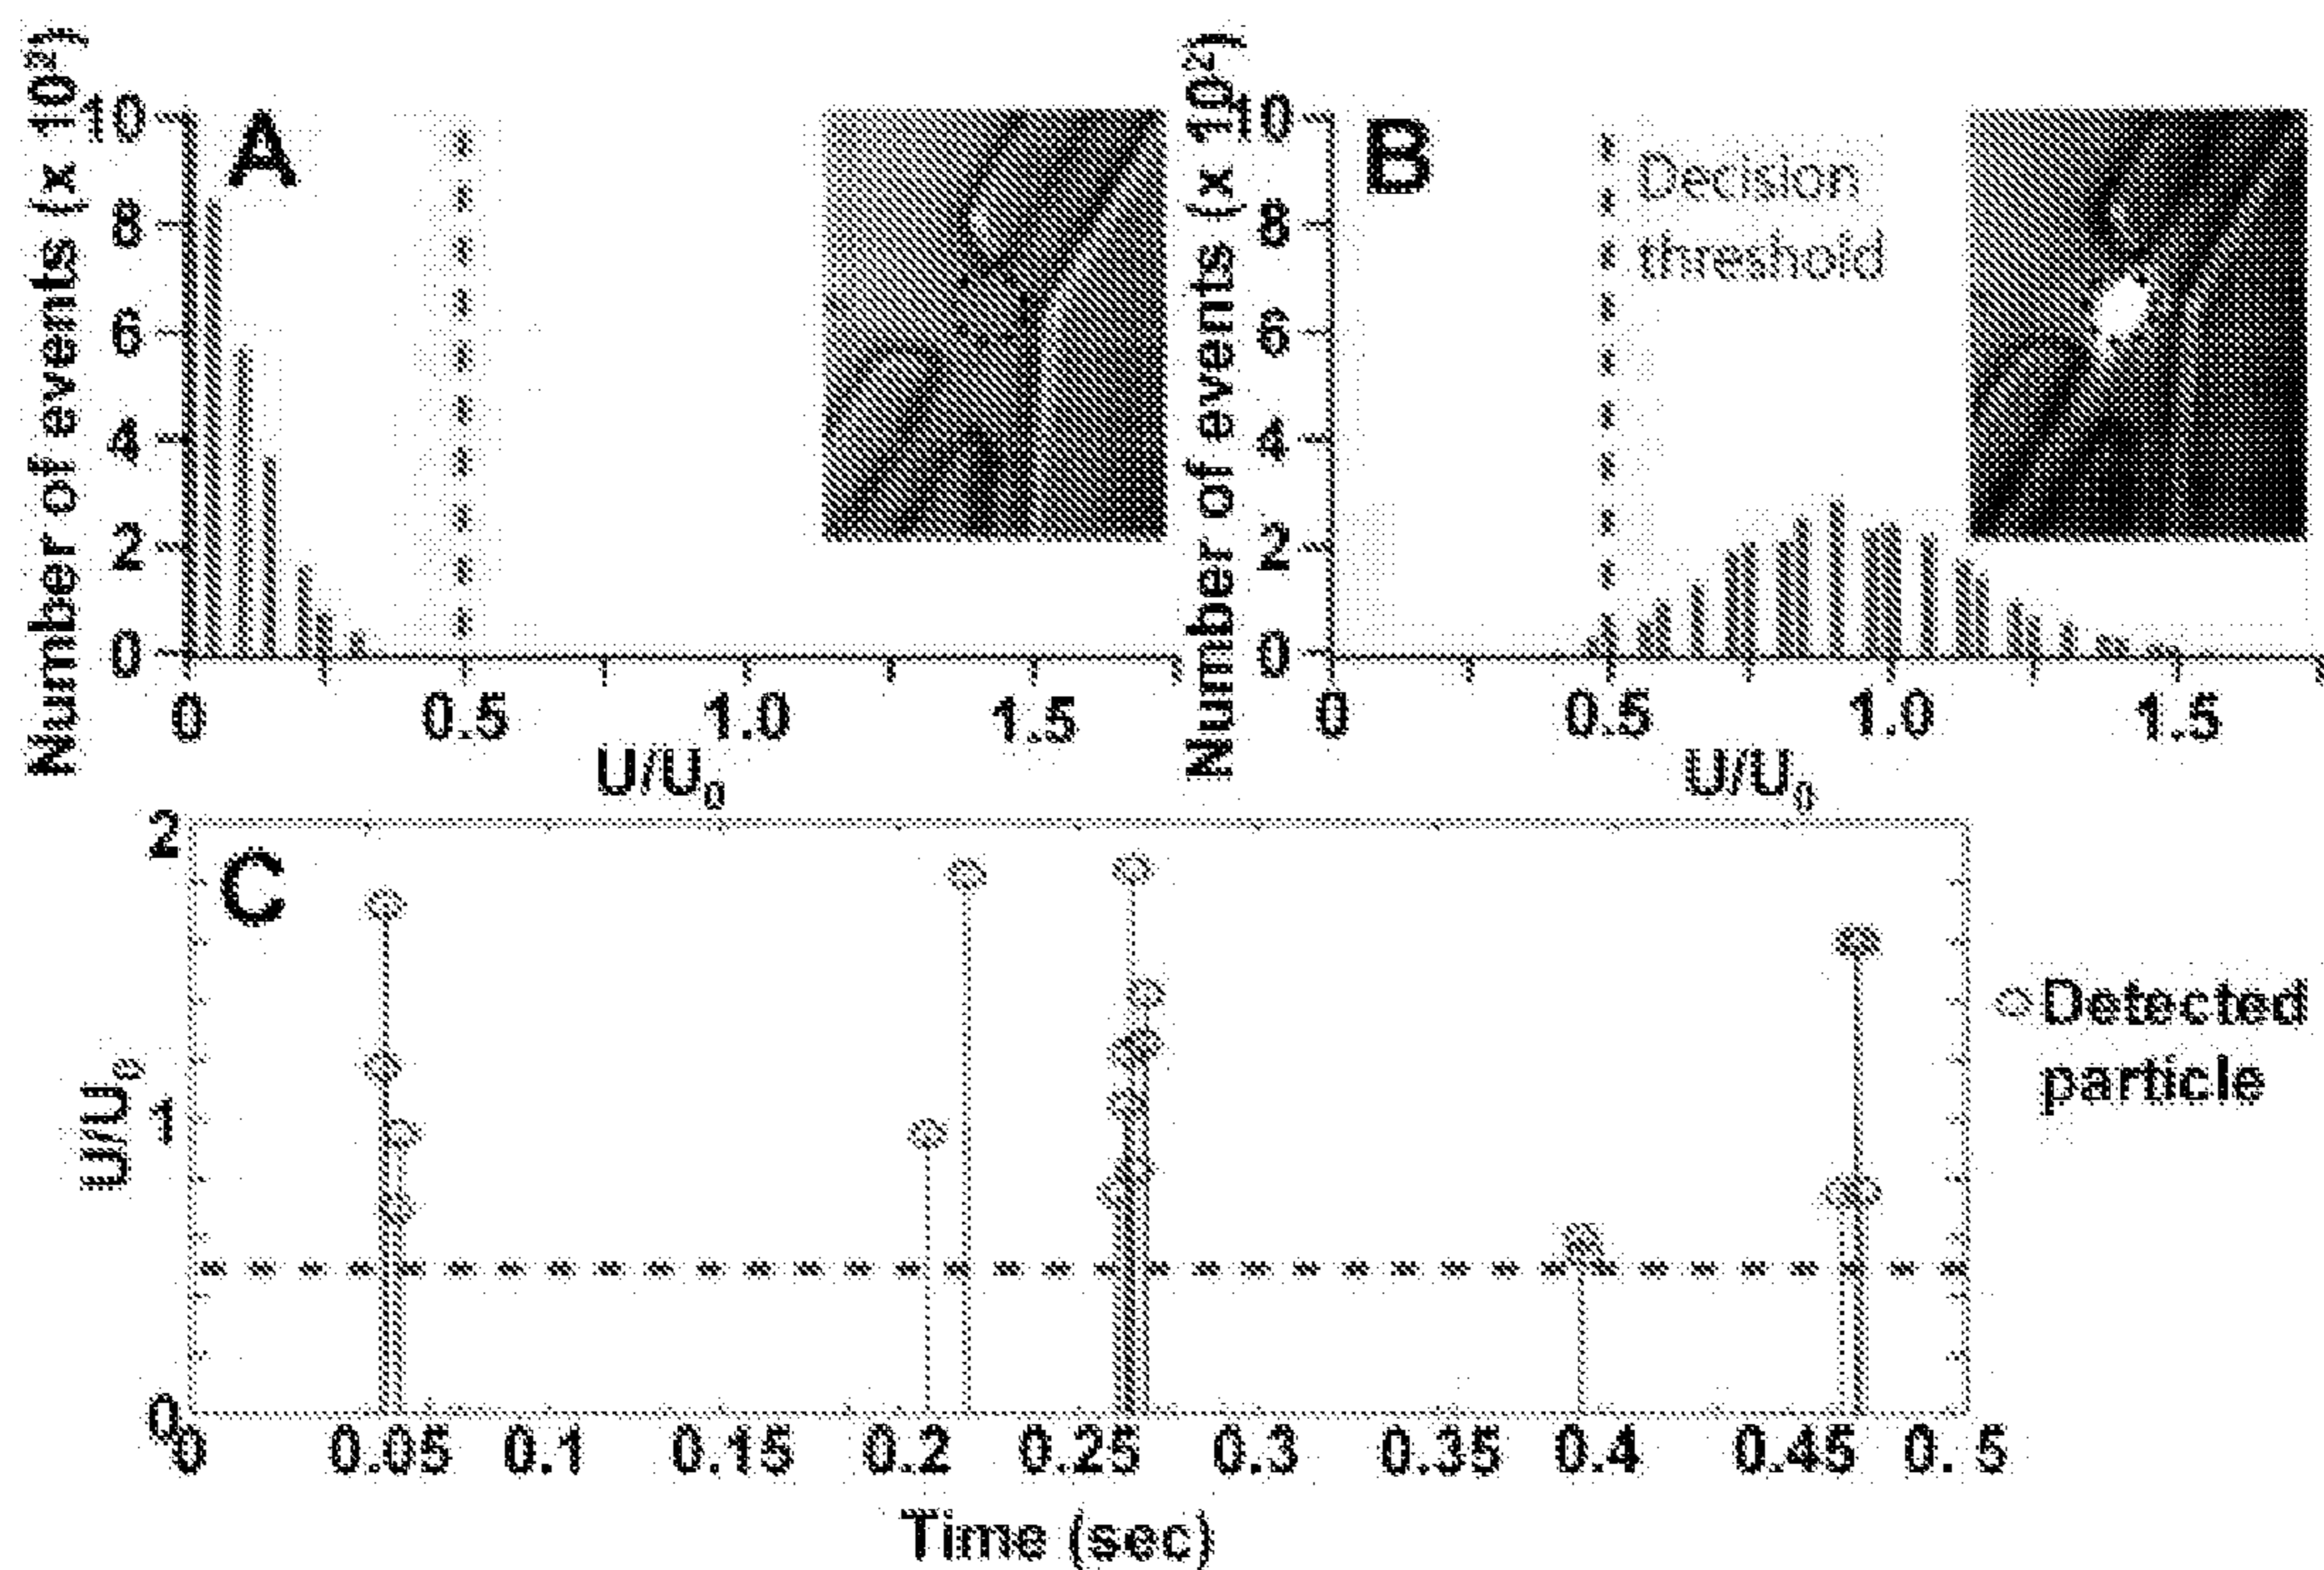 Number of events (x 10²)
10
8
6
4
2
0
A
0 0.5 1.0 1.5
U/U₀
Number of events (x 10²)
10
8
6
4
2
0
B
Decision
threshold
0 0.5 1.0 1.5
U/U₀
C
U/U₀
2
1
0
0 0.05 0.1 0.15 0.2 0.25 0.3 0.35 0.4 0.45 0.5
Time (sec)
Detected
particle